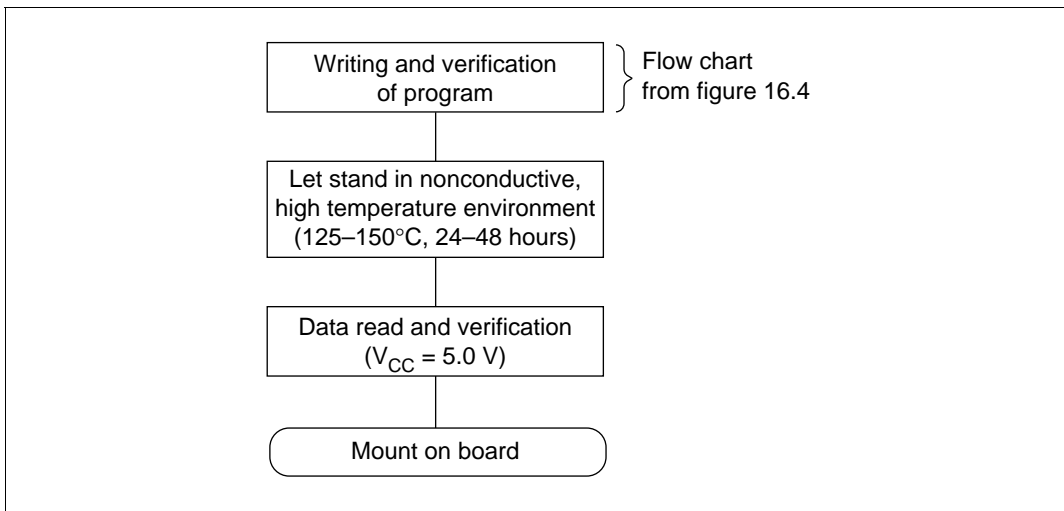 Writing and verification
of program
Flow chart
from figure 16.4
Let stand in nonconductive,
high temperature environment
(125–150°C, 24–48 hours)
Data read and verification
(VCC = 5.0 V)
Mount on board